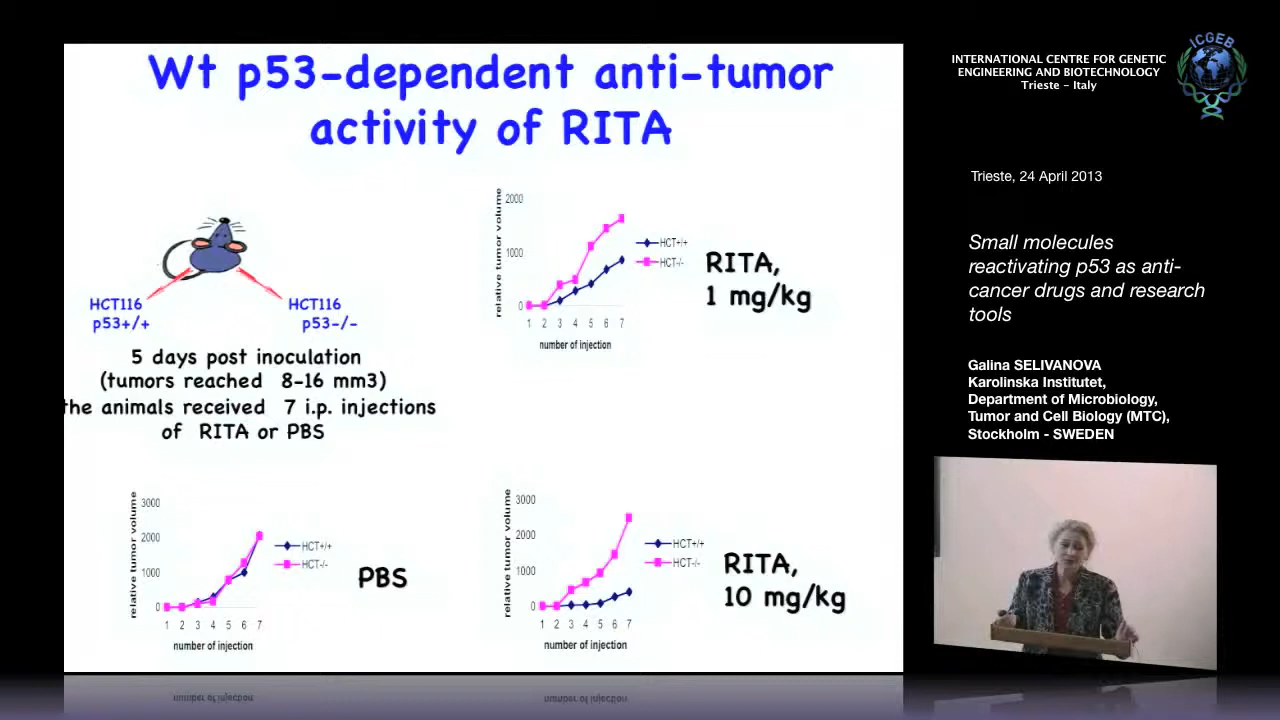 Wt p53-dependent anti-tumor
activity of RITA
HCT116
p53+/+
HCT116
p53-/-
5 days post inoculation
(tumors reached 8-16 mm3)
the animals received 7 i.p. injections
of RITA or PBS
relative tumor volume
2000
1000
0
1 2 3 4 5 6 7
number of injection
HCT+/+
HCT-/-
RITA,
1 mg/kg
relative tumor volume
3000
2000
1000
0
1 2 3 4 5 6 7
number of injection
HCT+/+
HCT-/-
PBS
relative tumor volume
3000
2000
1000
0
1 2 3 4 5 6 7
number of injection
HCT+/+
HCT-/-
RITA,
10 mg/kg
INTERNATIONAL CENTRE FOR GENETIC
ENGINEERING AND BIOTECHNOLOGY
Trieste - Italy
ICGEB
Trieste, 24 April 2013
Small molecules
reactivating p53 as anti-
cancer drugs and research
tools
Galina SELIVANOVA
Karolinska Institutet,
Department of Microbiology,
Tumor and Cell Biology (MTC),
Stockholm - SWEDEN